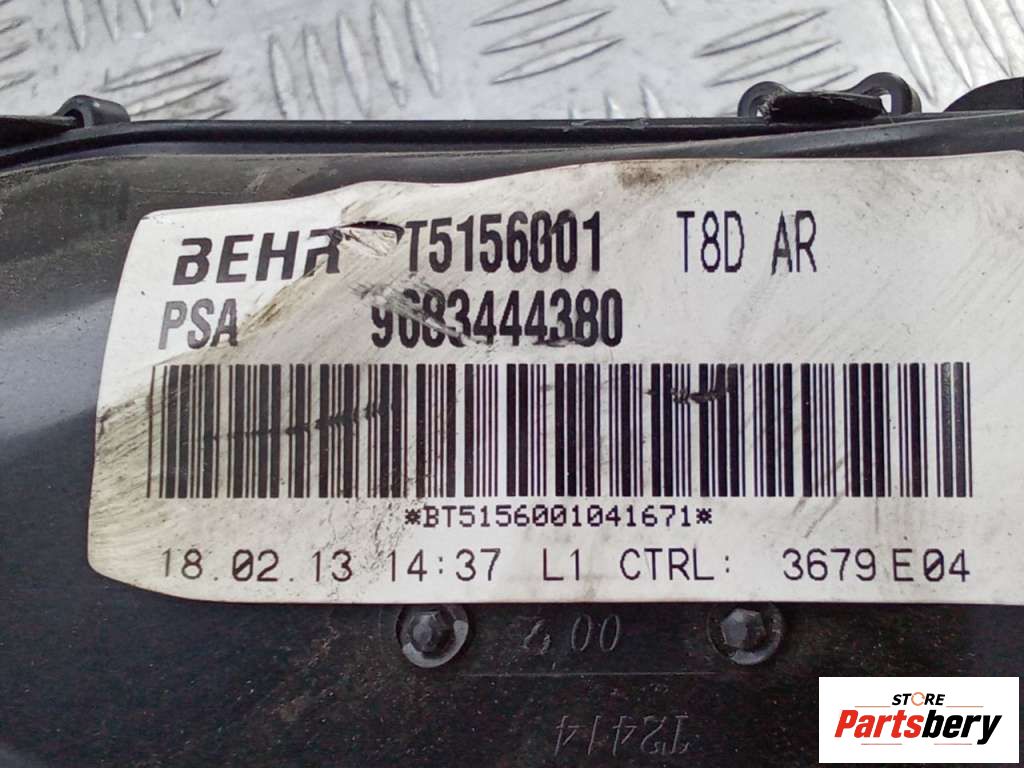 BEHR T5156001 T8D AR
PSA 9683444380
*BT5156001041671*
18.02.13 14:37 L1 CTRL: 3679 E04
STORE
Partsbery